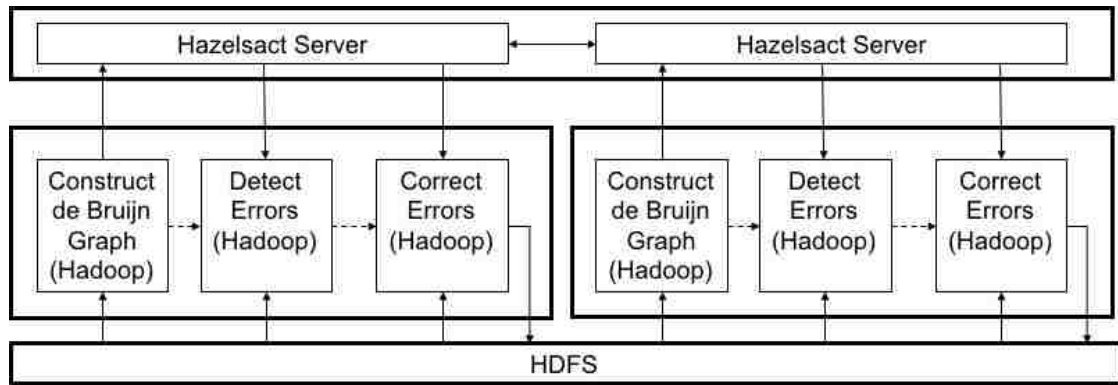 Hazelsact Server
Hazelsact Server
Construct
de Bruijn
Graph
(Hadoop)
Detect
Errors
(Hadoop)
Correct
Errors
(Hadoop)
Construct
de Bruijn
Graph
(Hadoop)
Detect
Errors
(Hadoop)
Correct
Errors
(Hadoop)
HDFS